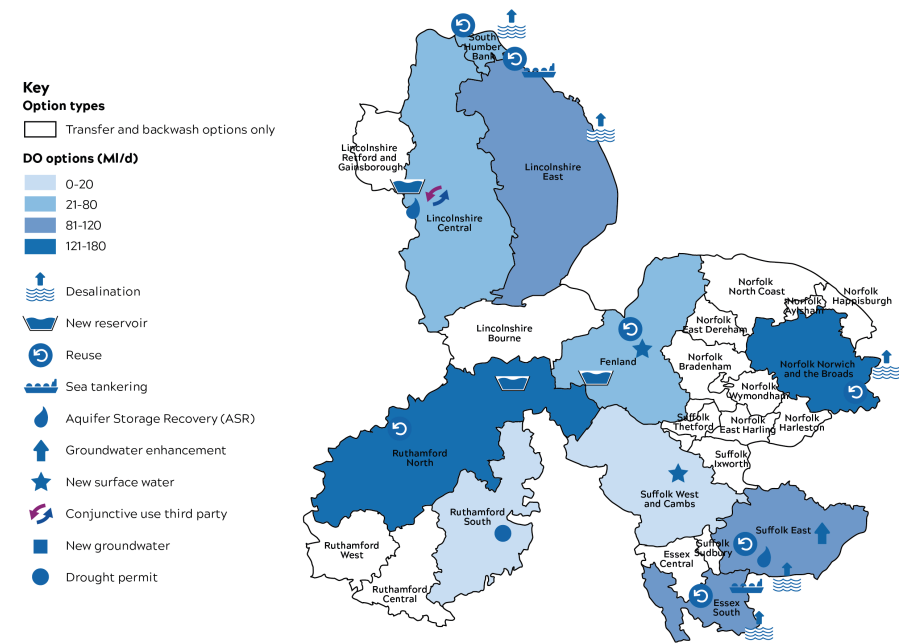 Key
Option types
Transfer and backwash options only
DO options (Ml/d)
0-20
21-80
81-120
121-180
Desalination
New reservoir
Reuse
Sea tankering
Aquifer Storage Recovery (ASR)
Groundwater enhancement
New surface water
Conjunctive use third party
New groundwater
Drought permit
South
Humber
Bank
Lincolnshire
Retford and
Gainsborough
Lincolnshire
East
Lincolnshire
Central
Lincolnshire
Bourne
Fenland
Norfolk
North Coast
Norfolk
Happisburgh
Norfolk
Aylsham
Norfolk
East Dereham
Norfolk
Bradenham
Norfolk Norwich
and the Broads
Norfolk
Wymondham
Suffolk
Thetford
Norfolk
East Harling
Norfolk
Harleston
Suffolk
Ixworth
Ruthamford
North
Ruthamford
South
Suffolk West
and Cambs
Ruthamford
West
Ruthamford
Central
Essex
Central
Suffolk
Sudbury
Suffolk East
Essex
South